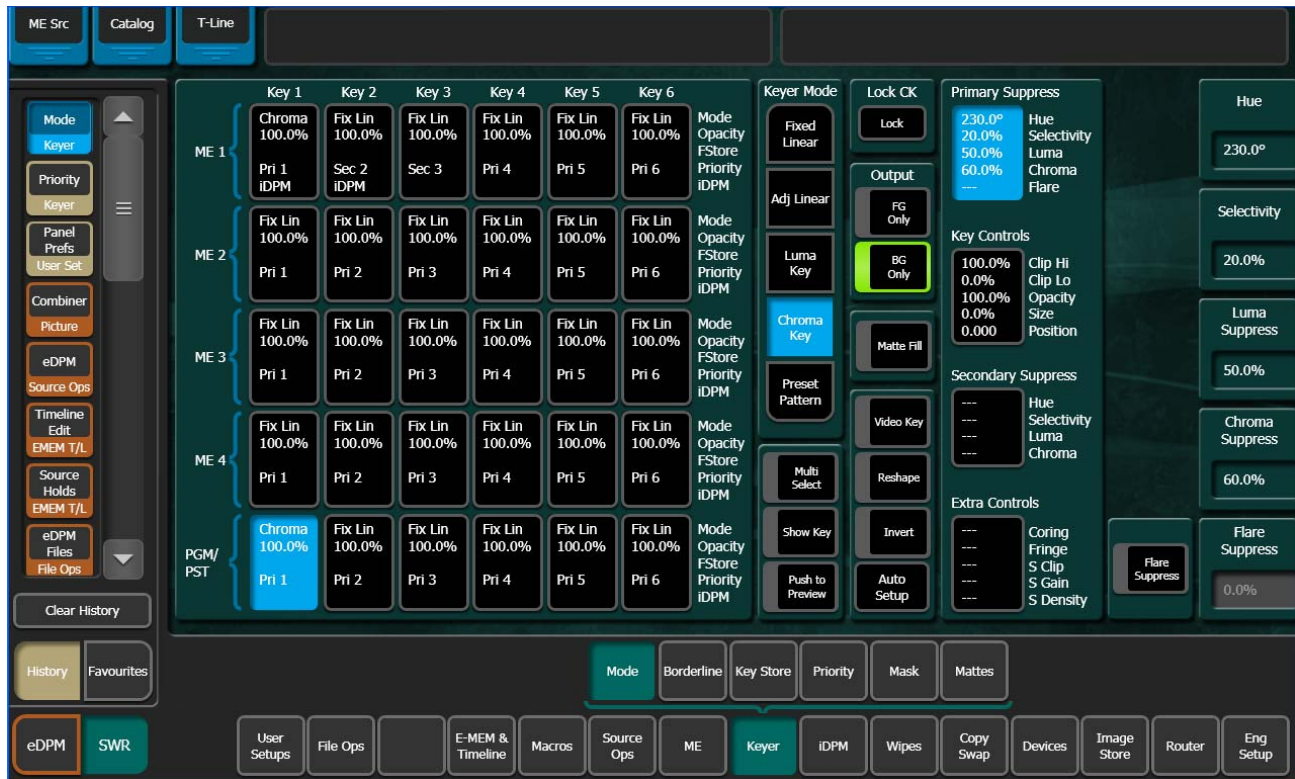 ME Src
Catalog
T-Line
Mode
Keyer
Priority
Keyer
Panel
Prefs
User Set
Combiner
Picture
eDPM
Source Ops
Timeline
Edit
EMEM T/L
Source
Holds
EMEM T/L
eDPM
Files
File Ops
Clear History
History
Favourites
eDPM
SWR
Key 1 Key 2 Key 3 Key 4 Key 5 Key 6
ME 1
Chroma Fix Lin Fix Lin Fix Lin Fix Lin Fix Lin Mode
100.0% 100.0% 100.0% 100.0% 100.0% 100.0% Opacity
FStore
Pri 1 Sec 2 Sec 3 Pri 4 Pri 5 Pri 6 Priority
iDPM iDPM iDPM
ME 2
Fix Lin Fix Lin Fix Lin Fix Lin Fix Lin Fix Lin Mode
100.0% 100.0% 100.0% 100.0% 100.0% 100.0% Opacity
FStore
Pri 1 Pri 2 Pri 3 Pri 4 Pri 5 Pri 6 Priority
iDPM
ME 3
Fix Lin Fix Lin Fix Lin Fix Lin Fix Lin Fix Lin Mode
100.0% 100.0% 100.0% 100.0% 100.0% 100.0% Opacity
FStore
Pri 1 Pri 2 Pri 3 Pri 4 Pri 5 Pri 6 Priority
iDPM
ME 4
Fix Lin Fix Lin Fix Lin Fix Lin Fix Lin Fix Lin Mode
100.0% 100.0% 100.0% 100.0% 100.0% 100.0% Opacity
FStore
Pri 1 Pri 2 Pri 3 Pri 4 Pri 5 Pri 6 Priority
iDPM
PGM/
PST
Chroma Fix Lin Fix Lin Fix Lin Fix Lin Fix Lin Mode
100.0% 100.0% 100.0% 100.0% 100.0% 100.0% Opacity
FStore
Pri 1 Pri 2 Pri 3 Pri 4 Pri 5 Pri 6 Priority
iDPM
Keyer Mode
Fixed
Linear
Adj Linear
Luma
Key
Chroma
Key
Preset
Pattern
Multi
Select
Show Key
Push to
Preview
Lock CK
Lock
Output
FG
Only
BG
Only
Matte Fill
Video Key
Reshape
Invert
Auto
Setup
Primary Suppress
230.0° Hue
20.0% Selectivity
50.0% Luma
60.0% Chroma
--- Flare
Key Controls
100.0% Clip Hi
0.0% Clip Lo
100.0% Opacity
0.0% Size
0.000 Position
Secondary Suppress
--- Hue
--- Selectivity
--- Luma
--- Chroma
Extra Controls
--- Coring
--- Fringe
--- S Clip
--- S Gain
--- S Density
Flare
Suppress
Hue
230.0°
Selectivity
20.0%
Luma
Suppress
50.0%
Chroma
Suppress
60.0%
Flare
Suppress
0.0%
Mode
Borderline
Key Store
Priority
Mask
Mattes
User
Setups
File Ops
E-MEM &
Timeline
Macros
Source
Ops
ME
Keyer
iDPM
Wipes
Copy
Swap
Devices
Image
Store
Router
Eng
Setup